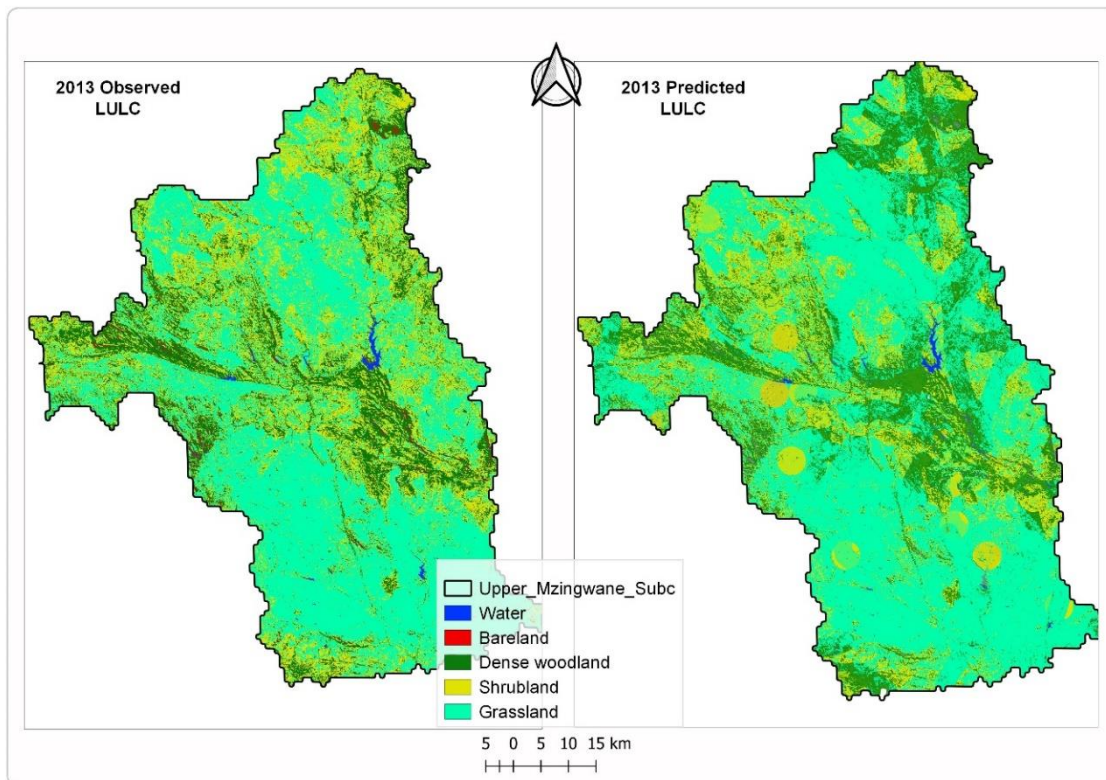 2013 Observed
LULC
2013 Predicted
LULC
Upper_Mzingwane_Subc
Water
Bareland
Dense woodland
Shrubland
Grassland
5 0 5 10 15 km